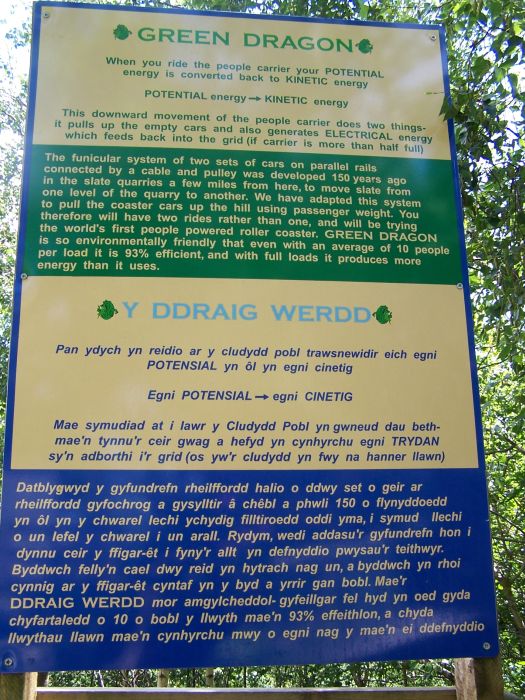 GREEN DRAGON
When you ride the people carrier your POTENTIAL
energy is converted back to KINETIC energy
POTENTIAL energy → KINETIC energy
This downward movement of the people carrier does two things-
it pulls up the empty cars and also generates ELECTRICAL energy
which feeds back into the grid (if carrier is more than half full)
The funicular system of two sets of cars on parallel rails
connected by a cable and pulley was developed 150 years ago
in the slate quarries a few miles from here, to move slate from
one level of the quarry to another. We have adapted this system
to pull the coaster cars up the hill using passenger weight. You
therefore will have two rides rather than one, and will be trying
the world's first people powered roller coaster. GREEN DRAGON
is so environmentally friendly that even with an average of 10 people
per load it is 93% efficient, and with full loads it produces more
energy than it uses.
Y DDRAIG WERDD
Pan ydych yn reidio ar y cludydd pobl trawsnewidir eich egni
POTENSIAL yn ôl yn egni cinetig
Egni POTENSIAL → egni CINETIG
Mae symudiad at i lawr y Cludydd Pobl yn gwneud dau beth-
mae'n tynnu'r ceir gwag a hefyd yn cynhyrchu egni TRYDAN
sy'n adborthi i'r grid (os yw'r cludydd yn fwy na hanner llawn)
Datblygwyd y gyfundrefn rheilffordd halio o ddwy set o geir ar
rheilffordd gyfochrog a gysylltir â chêbl a phwli 150 o flynyddoedd
yn ôl yn y chwarel lechi ychydig filltiroedd oddi yma, i symud llechi
o un lefel y chwarel i un arall. Rydym, wedi addasu'r gyfundrefn hon i
dynnu ceir y ffigar-êt i fyny'r allt yn defnyddio pwysau'r teithwyr.
Byddwch felly'n cael dwy reid yn hytrach nag un, a byddwch yn rhoi
cynnig ar y ffigar-êt cyntaf yn y byd a yrrir gan bobl. Mae'r
DDRAIG WERDD mor amgylcheddol- gyfeillgar fel hyd yn oed gyda
chyfartaledd o 10 o bobl y llwyth mae'n 93% effeithlon, a chyda
llwythau llawn mae'n cynhyrchu mwy o egni nag y mae'n ei ddefnyddio